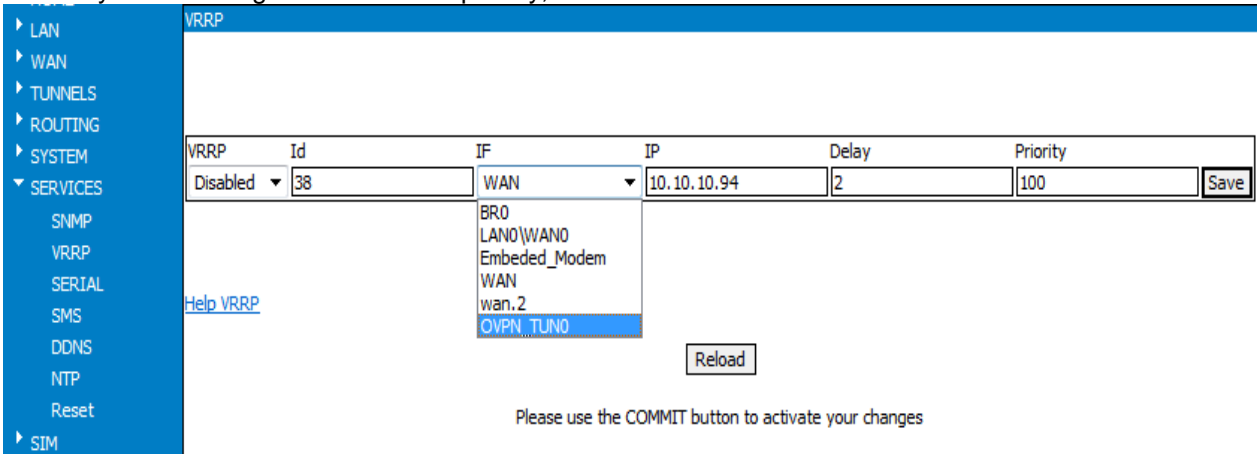 LAN
WAN
TUNNELS
ROUTING
SYSTEM
SERVICES
SNMP
VRRP
SERIAL
SMS
DDNS
NTP
Reset
SIM
VRRP
VRRP Id IF IP Delay Priority
Disabled 38 WAN 10.10.10.94 2 100 Save
BR0
LAN0\WAN0
Embeded_Modem
WAN
wan.2
OVPN_TUN0
Help VRRP
Reload
Please use the COMMIT button to activate your changes